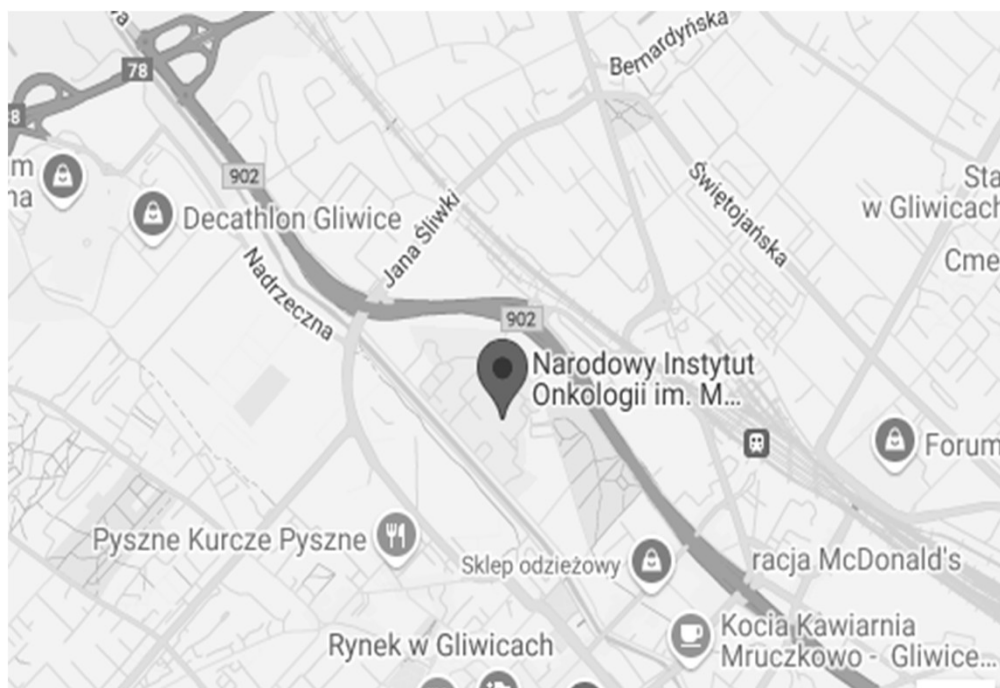 Bernardyńska
78
902
Świętojańska
Sta
w Gliwicach
Decathlon Gliwice
Jana Śliwki
Cme
Nadrzeczna
902
Narodowy Instytut
Onkologii im. M...
Forum
Pyszne Kurcze Pyszne
Sklep odzieżowy
racja McDonald's
Rynek w Gliwicach
Kocia Kawiarnia
Mruczkowo - Gliwice...